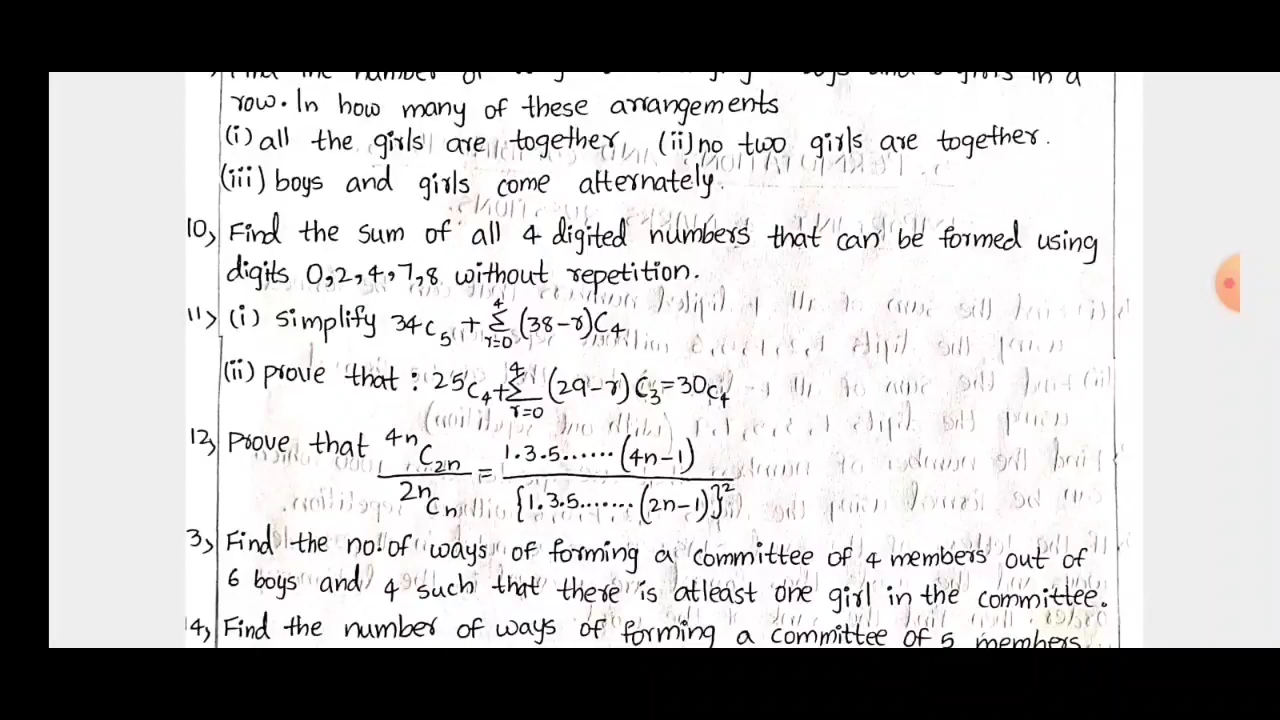 row. In how many of these arrangements
(i) all the girls are together (ii) no two girls are together.
(iii) boys and girls come alternately.
10) Find the sum of all 4 digited numbers that can be formed using
digits 0,2,4,7,8 without repetition.
11) (i) Simplify 34C₅ + Σ_{r=0}^{4} (38-r)C₄
(ii) prove that : 25C₄ + Σ_{r=0}^{4} (29-r) C₃ = 30C₄
12) Prove that ⁴ⁿC₂ₙ / ²ⁿCₙ = 1.3.5......(4n-1) / {1.3.5.......(2n-1)}²
3) Find the no. of ways of forming a committee of 4 members out of
6 boys and 4 such that there is atleast one girl in the committee.
14) Find the number of ways of forming a committee of 5 members